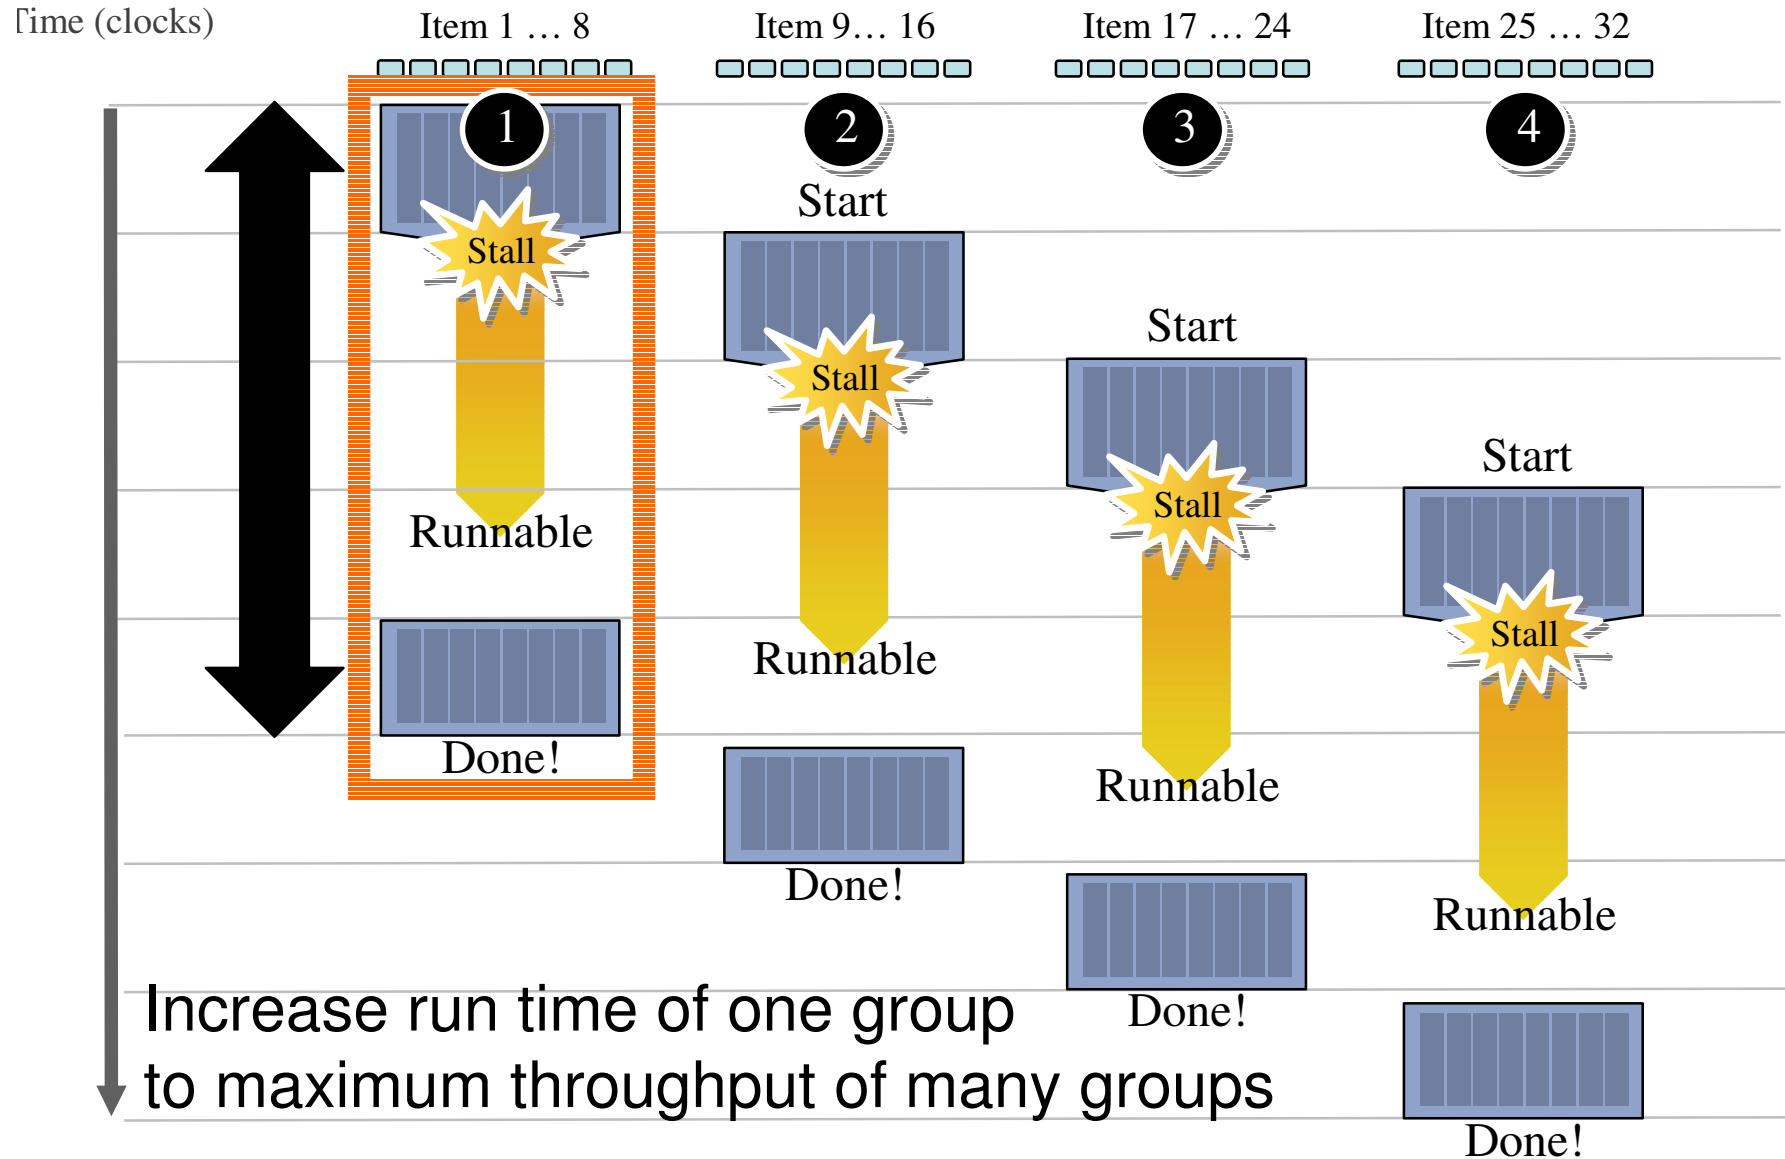 Time (clocks)
Item 1 … 8
Item 9… 16
Item 17 … 24
Item 25 … 32
1
2
3
4
Start
Stall
Start
Stall
Start
Stall
Runnable
Stall
Runnable
Done!
Runnable
Done!
Runnable
Increase run time of one group
Done!
to maximum throughput of many groups
Done!